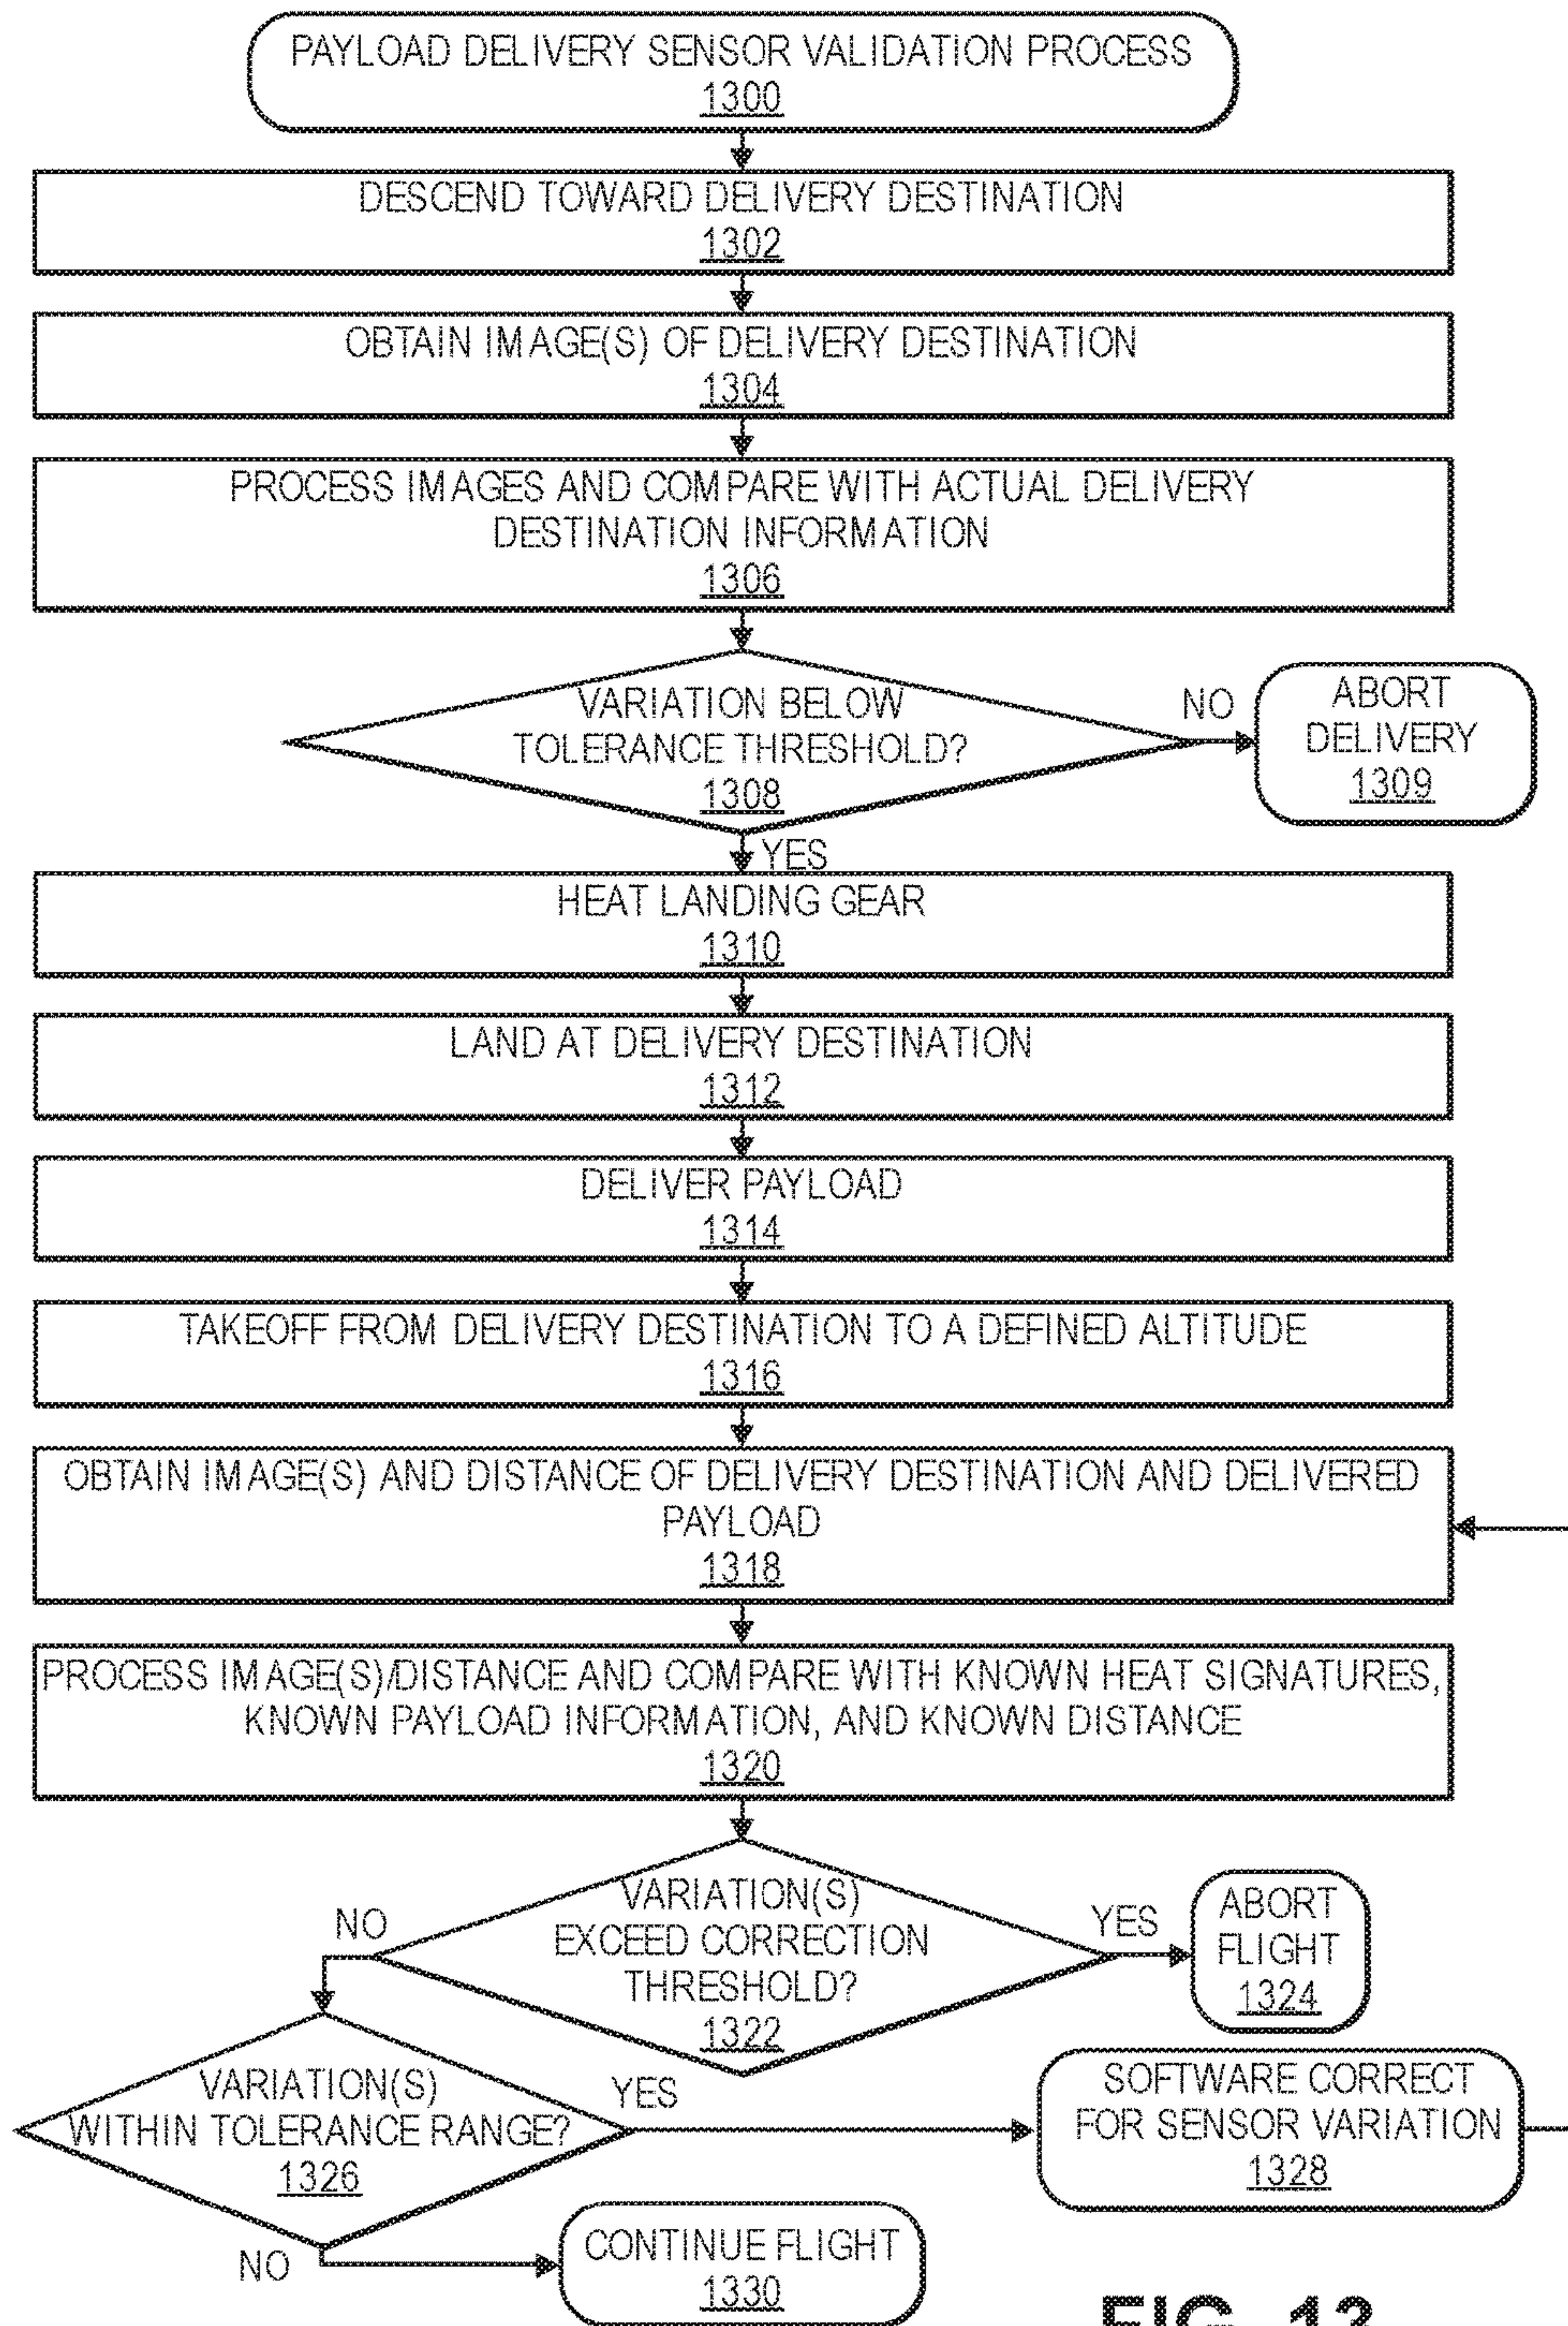 PAYLOAD DELIVERY SENSOR VALIDATION PROCESS
1300
DESCEND TOWARD DELIVERY DESTINATION
1302
OBTAIN IMAGE(S) OF DELIVERY DESTINATION
1304
PROCESS IMAGES AND COMPARE WITH ACTUAL DELIVERY
DESTINATION INFORMATION
1306
VARIATION BELOW
TOLERANCE THRESHOLD?
1308
NO
ABORT
DELIVERY
1309
YES
HEAT LANDING GEAR
1310
LAND AT DELIVERY DESTINATION
1312
DELIVER PAYLOAD
1314
TAKEOFF FROM DELIVERY DESTINATION TO A DEFINED ALTITUDE
1316
OBTAIN IMAGE(S) AND DISTANCE OF DELIVERY DESTINATION AND DELIVERED
PAYLOAD
1318
PROCESS IMAGE(S)/DISTANCE AND COMPARE WITH KNOWN HEAT SIGNATURES,
KNOWN PAYLOAD INFORMATION, AND KNOWN DISTANCE
1320
VARIATION(S)
EXCEED CORRECTION
THRESHOLD?
1322
NO
YES
ABORT
FLIGHT
1324
VARIATION(S)
WITHIN TOLERANCE RANGE?
1326
YES
SOFTWARE CORRECT
FOR SENSOR VARIATION
1328
NO
CONTINUE FLIGHT
1330
FIG. 13